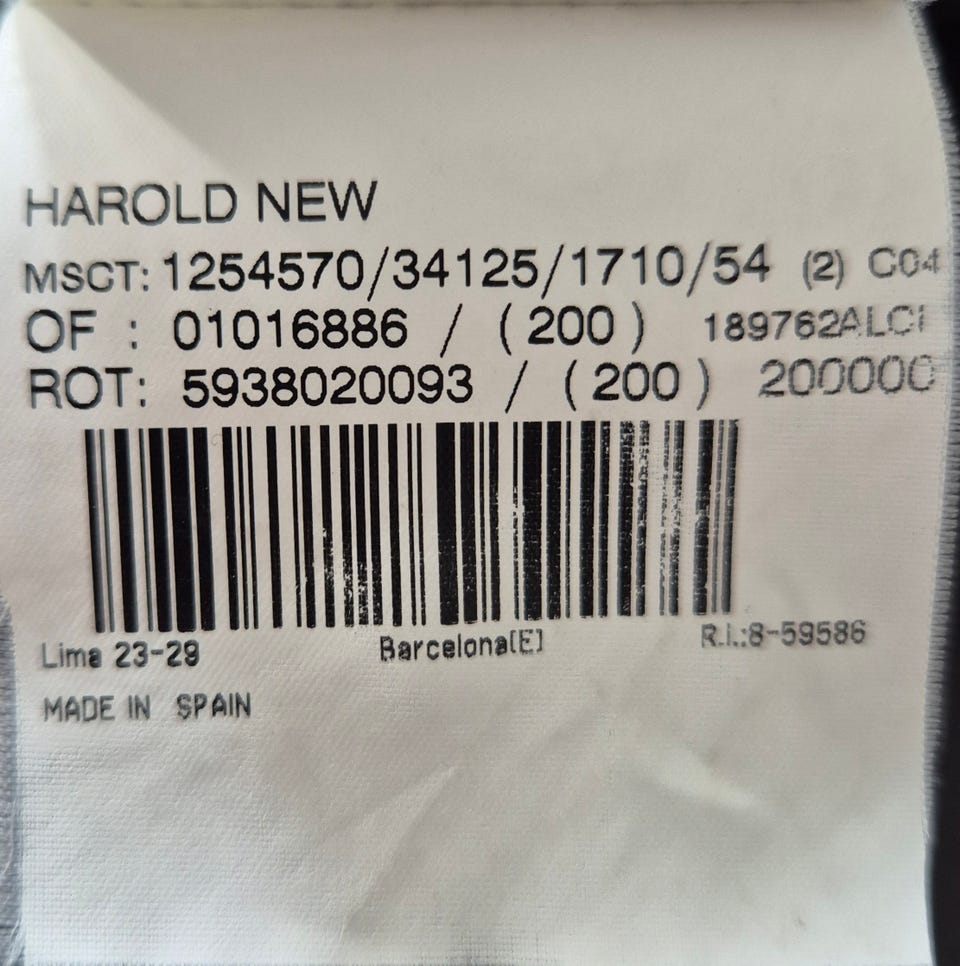 HAROLD NEW
MSCT: 1254570/34125/1710/54 (2) C04
OF : 01016886 / (200) 189762ALCI
ROT: 5938020093 / (200) 200000
Lima 23-29 Barcelona(E) R.I.:8-59586
MADE IN SPAIN